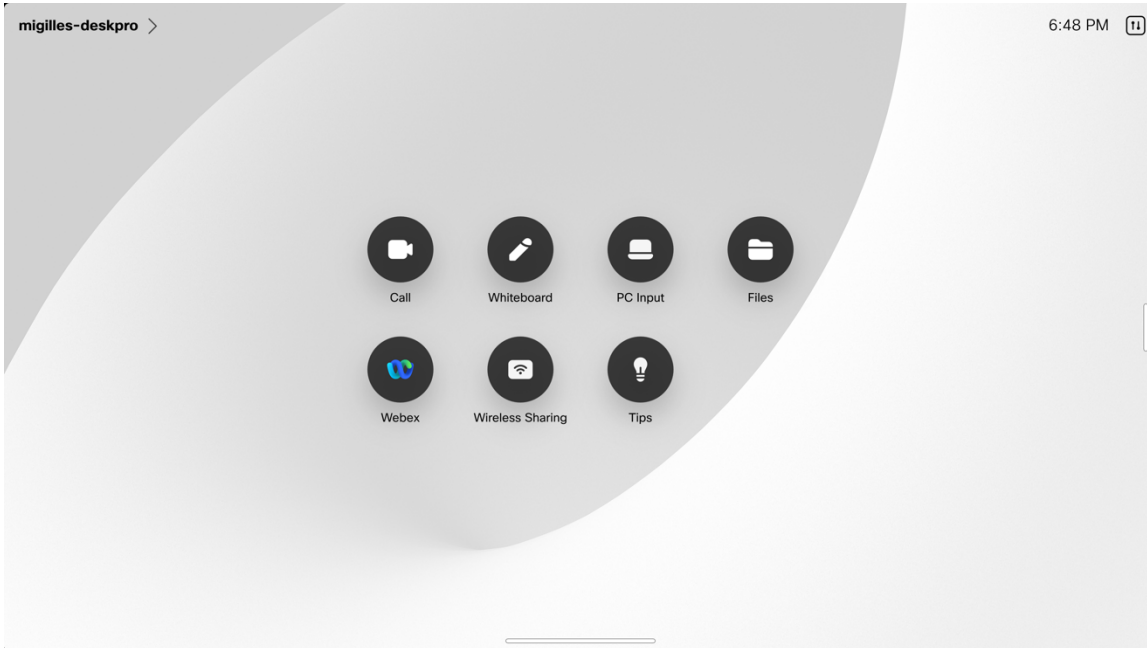 migilles-deskpro
6:48 PM
Call
Whiteboard
PC Input
Files
Webex
Wireless Sharing
Tips